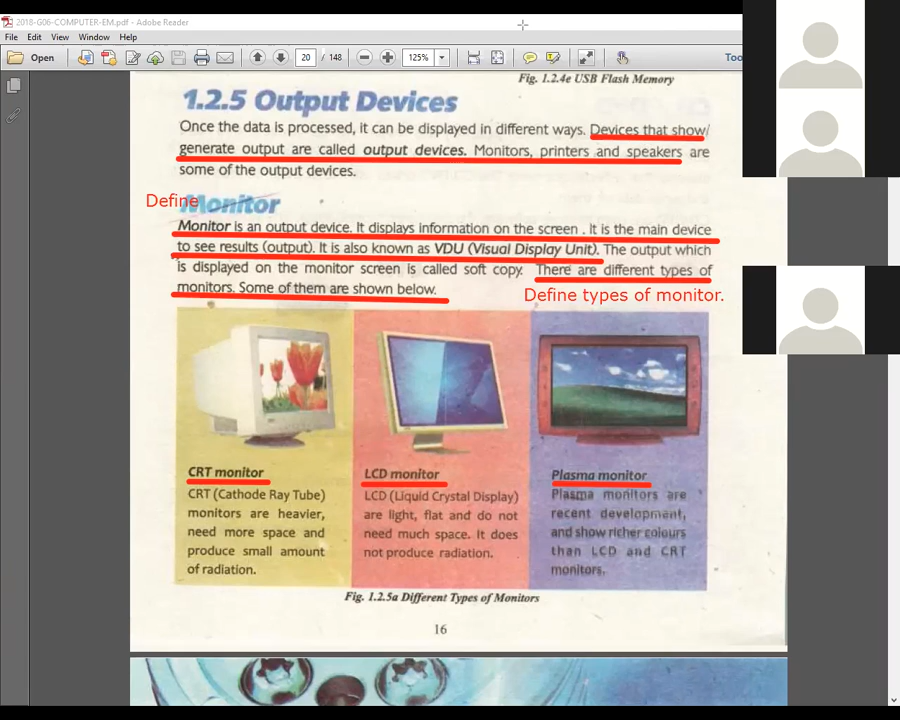 2018-G06-COMPUTER-EM.pdf - Adobe Reader
File Edit View Window Help
Open 20 / 148 125% Too
Fig. 1.2.4e USB Flash Memory
1.2.5 Output Devices
Once the data is processed, it can be displayed in different ways. Devices that show/
generate output are called output devices. Monitors, printers and speakers are
some of the output devices.
Define
Monitor
Monitor is an output device. It displays information on the screen . It is the main device
to see results (output). It is also known as VDU (Visual Display Unit). The output which
is displayed on the monitor screen is called soft copy. There are different types of
monitors. Some of them are shown below.
Define types of monitor.
CRT monitor
CRT (Cathode Ray Tube)
monitors are heavier,
need more space and
produce small amount
of radiation.
LCD monitor
LCD (Liquid Crystal Display)
are light, flat and do not
need much space. It does
not produce radiation.
Plasma monitor
Plasma monitors are
recent development,
and show richer colours
than LCD and CRT
monitors.
Fig. 1.2.5a Different Types of Monitors
16